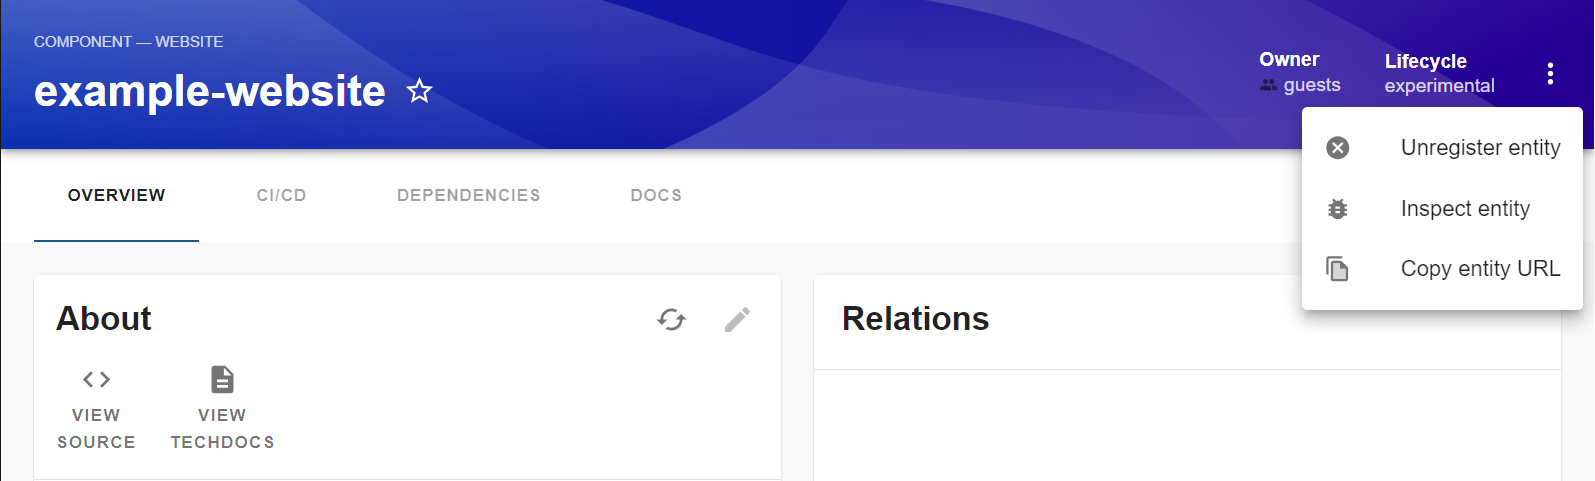 COMPONENT — WEBSITE
example-website
Owner
guests
Lifecycle
experimental
Unregister entity
Inspect entity
Copy entity URL
OVERVIEW
CI/CD
DEPENDENCIES
DOCS
About
VIEW
SOURCE
VIEW
TECHDOCS
Relations